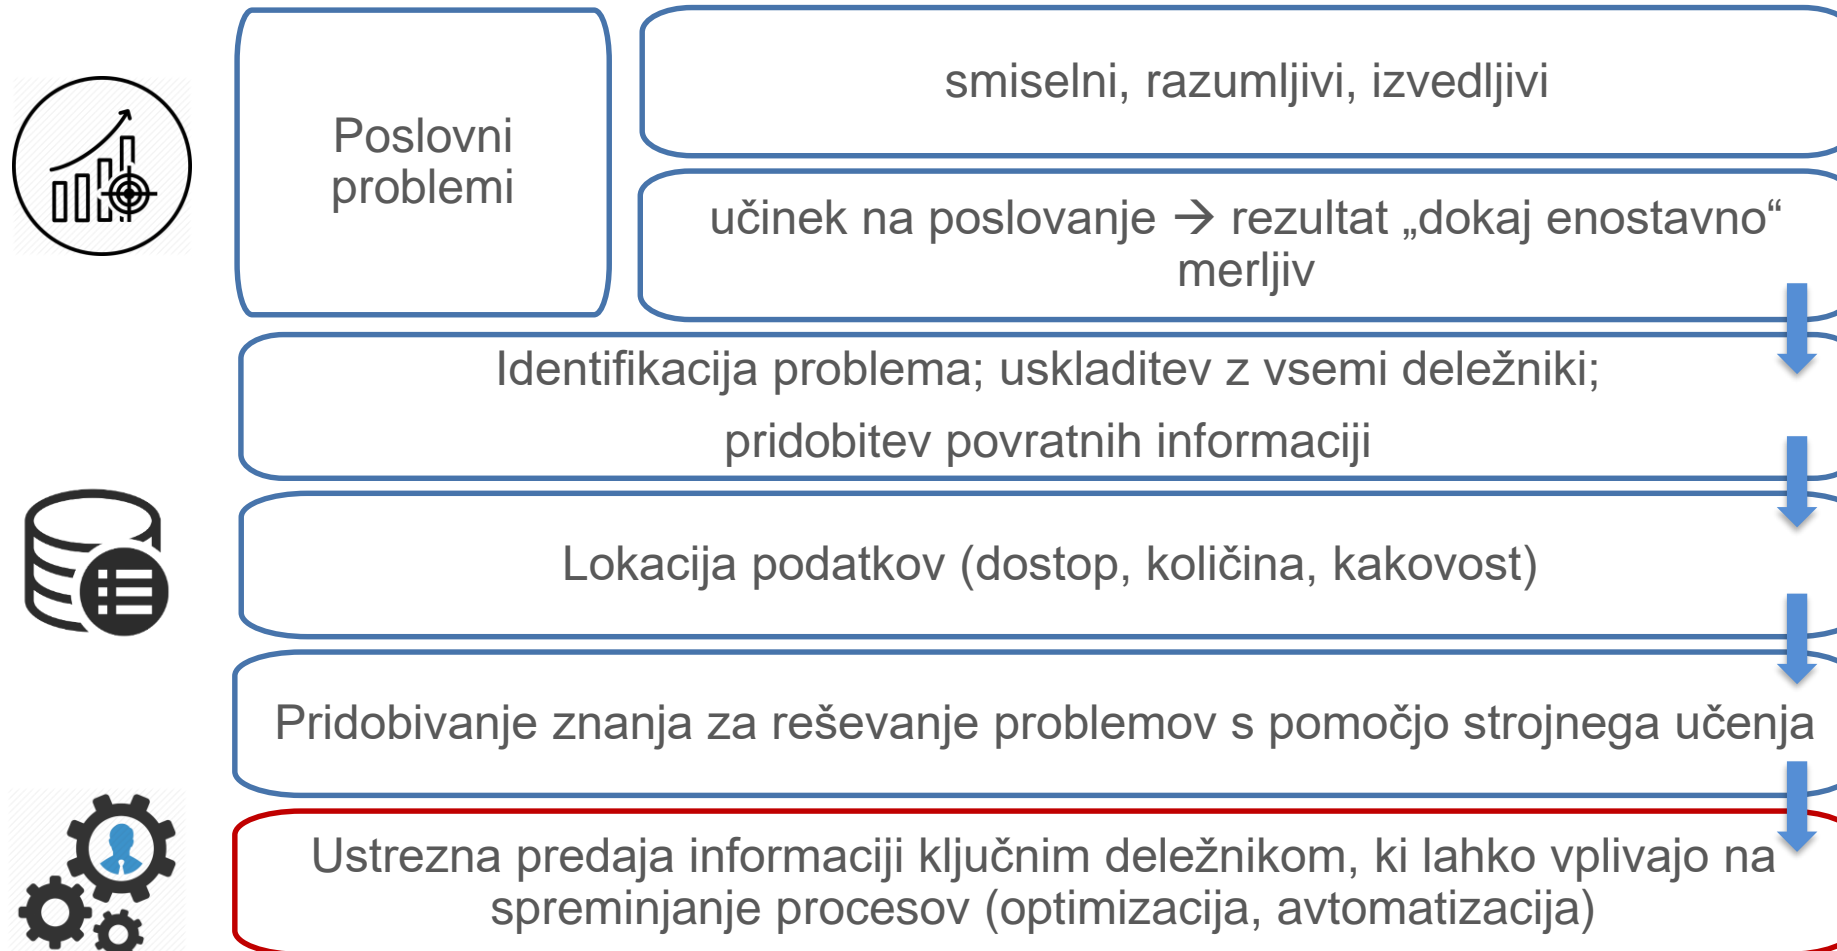 Poslovni
problemi
smiselni, razumljivi, izvedljivi
učinek na poslovanje → rezultat „dokaj enostavno“
merljiv
Identifikacija problema; uskladitev z vsemi deležniki;
pridobitev povratnih informaciji
Lokacija podatkov (dostop, količina, kakovost)
Pridobivanje znanja za reševanje problemov s pomočjo strojnega učenja
Ustrezna predaja informaciji ključnim deležnikom, ki lahko vplivajo na
spreminjanje procesov (optimizacija, avtomatizacija)